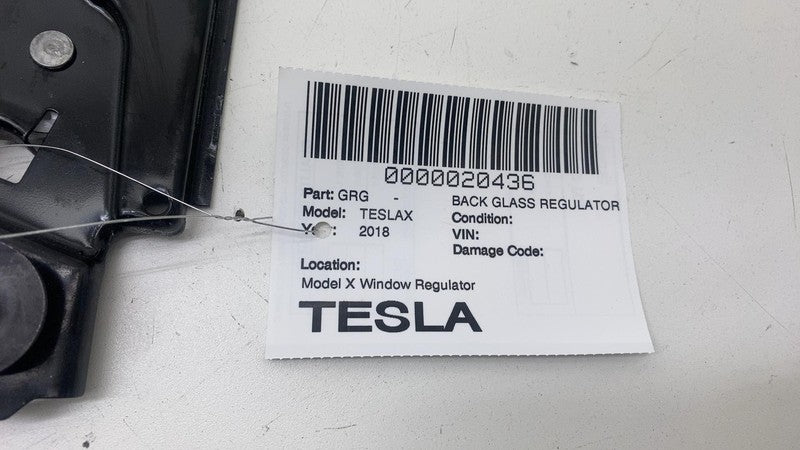 0000020436
Part: GRG - BACK GLASS REGULATOR
Model: TESLAX Condition:
2018 VIN:
Damage Code:
Location:
Model X Window Regulator
TESLA